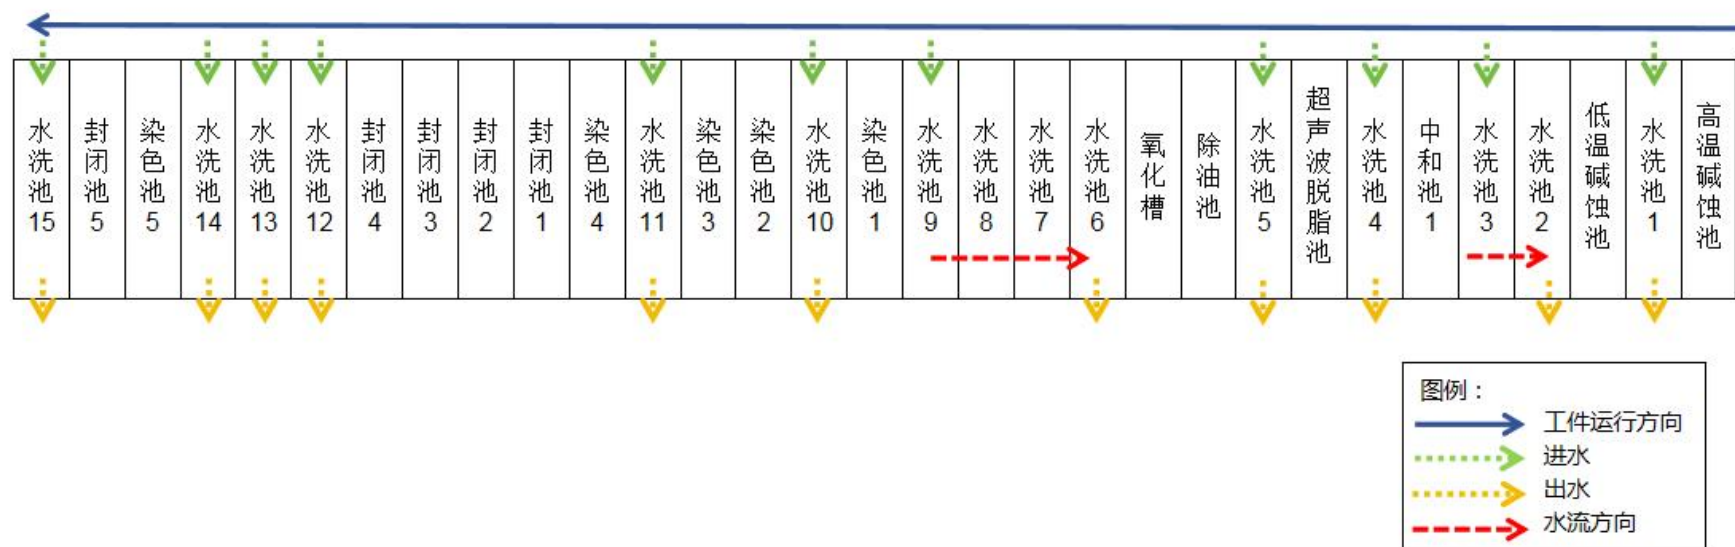 水洗池15
封闭池5
染色池5
水洗池14
水洗池13
水洗池12
封闭池4
封闭池3
封闭池2
封闭池1
染色池4
水洗池11
染色池3
染色池2
水洗池10
染色池1
水洗池9
水洗池8
水洗池7
水洗池6
氧化槽
除油池
水洗池5
超声波脱脂池
水洗池4
中和池1
水洗池3
水洗池2
低温碱蚀池
水洗池1
高温碱蚀池
图例：
工件运行方向
进水
出水
水流方向